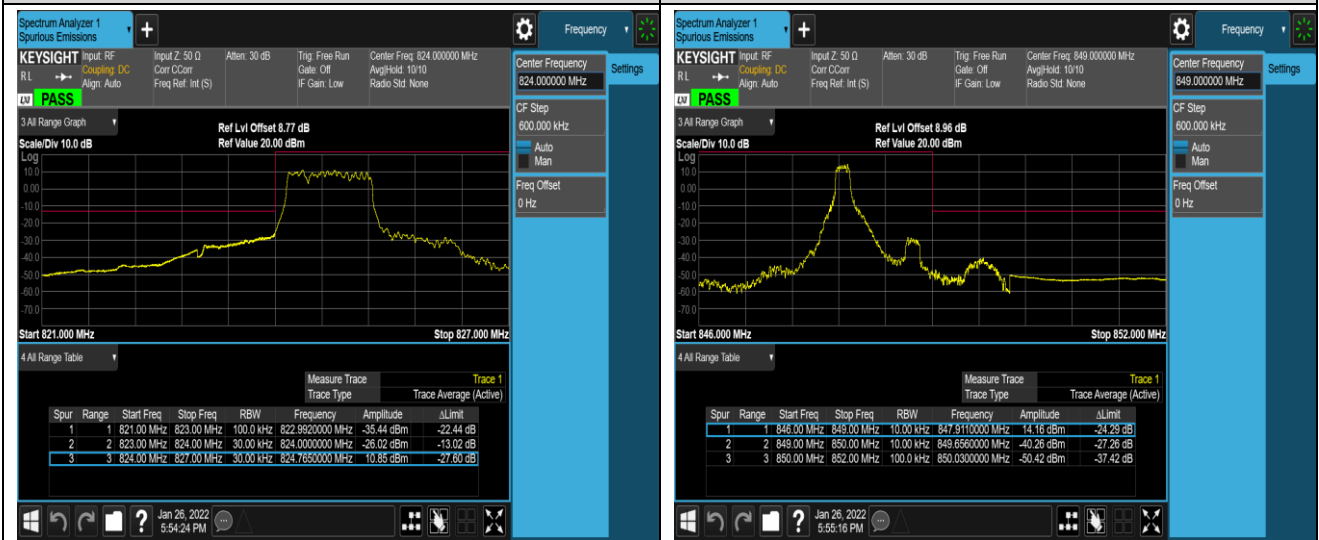 Spectrum Analyzer 1
Spurious Emissions
+
Frequency
KEYSIGHT Input: RF Input Z: 50 Ω Atten: 30 dB Trig: Free Run Center Freq: 824.000000 MHz
RL Coupling: DC Corr CCorr Gate: Off Avg|Hold: 10/10
Align: Auto Freq Ref: Int (S) IF Gain: Low Radio Std: None
LXI PASS
Center Frequency
824.000000 MHz
Settings
CF Step
600.000 kHz
Auto
Man
Freq Offset
0 Hz
3 All Range Graph
Ref Lvl Offset 8.77 dB
Scale/Div 10.0 dB Ref Value 20.00 dBm
Log
10.0
0.00
-10.0
-20.0
-30.0
-40.0
-50.0
-60.0
-70.0
Start 821.000 MHz Stop 827.000 MHz
4 All Range Table
Measure Trace Trace 1
Trace Type Trace Average (Active)
Spur Range Start Freq Stop Freq RBW Frequency Amplitude ΔLimit
1 1 821.00 MHz 823.00 MHz 100.0 kHz 822.9920000 MHz -35.44 dBm -22.44 dB
2 2 823.00 MHz 824.00 MHz 30.00 kHz 824.0000000 MHz -26.02 dBm -13.02 dB
3 3 824.00 MHz 827.00 MHz 30.00 kHz 824.7650000 MHz 10.85 dBm -27.60 dB
? Jan 26, 2022
5:54:24 PM
Spectrum Analyzer 1
Spurious Emissions
+
Frequency
KEYSIGHT Input: RF Input Z: 50 Ω Atten: 30 dB Trig: Free Run Center Freq: 849.000000 MHz
RL Coupling: DC Corr CCorr Gate: Off Avg|Hold: 10/10
Align: Auto Freq Ref: Int (S) IF Gain: Low Radio Std: None
LXI PASS
Center Frequency
849.000000 MHz
Settings
CF Step
600.000 kHz
Auto
Man
Freq Offset
0 Hz
3 All Range Graph
Ref Lvl Offset 8.96 dB
Scale/Div 10.0 dB Ref Value 20.00 dBm
Log
10.0
0.00
-10.0
-20.0
-30.0
-40.0
-50.0
-60.0
-70.0
Start 846.000 MHz Stop 852.000 MHz
4 All Range Table
Measure Trace Trace 1
Trace Type Trace Average (Active)
Spur Range Start Freq Stop Freq RBW Frequency Amplitude ΔLimit
1 1 846.00 MHz 849.00 MHz 10.00 kHz 847.9110000 MHz 14.16 dBm -24.29 dB
2 2 849.00 MHz 850.00 MHz 10.00 kHz 849.6560000 MHz -40.26 dBm -27.26 dB
3 3 850.00 MHz 852.00 MHz 100.0 kHz 850.0300000 MHz -50.42 dBm -37.42 dB
? Jan 26, 2022
5:55:16 PM